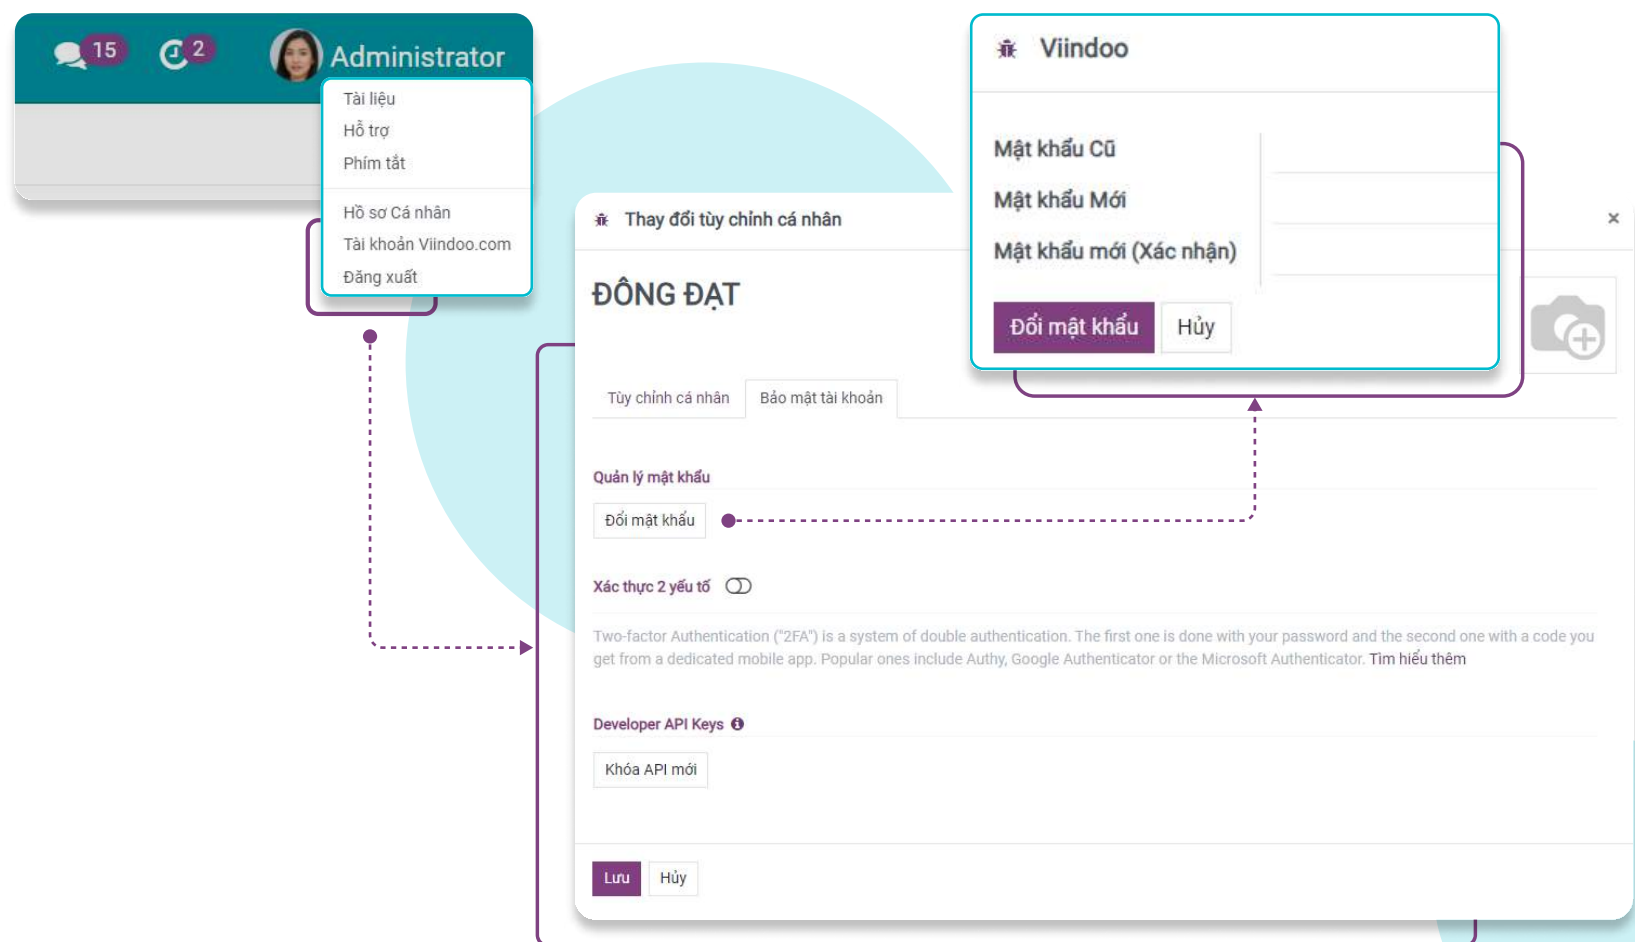 15
2
Administrator
Tài liệu
Hỗ trợ
Phím tắt
Hồ sơ Cá nhân
Tài khoản Viindoo.com
Đăng xuất
Viindoo
Mật khẩu Cũ
Mật khẩu Mới
Mật khẩu mới (Xác nhận)
Đổi mật khẩu
Hủy
Thay đổi tùy chỉnh cá nhân
×
ĐÔNG ĐẠT
Tùy chỉnh cá nhân
Bảo mật tài khoản
Quản lý mật khẩu
Đổi mật khẩu
Xác thực 2 yếu tố
Two-factor Authentication ("2FA") is a system of double authentication. The first one is done with your password and the second one with a code you
get from a dedicated mobile app. Popular ones include Authy, Google Authenticator or the Microsoft Authenticator. Tìm hiểu thêm
Developer API Keys
Khóa API mới
Lưu
Hủy